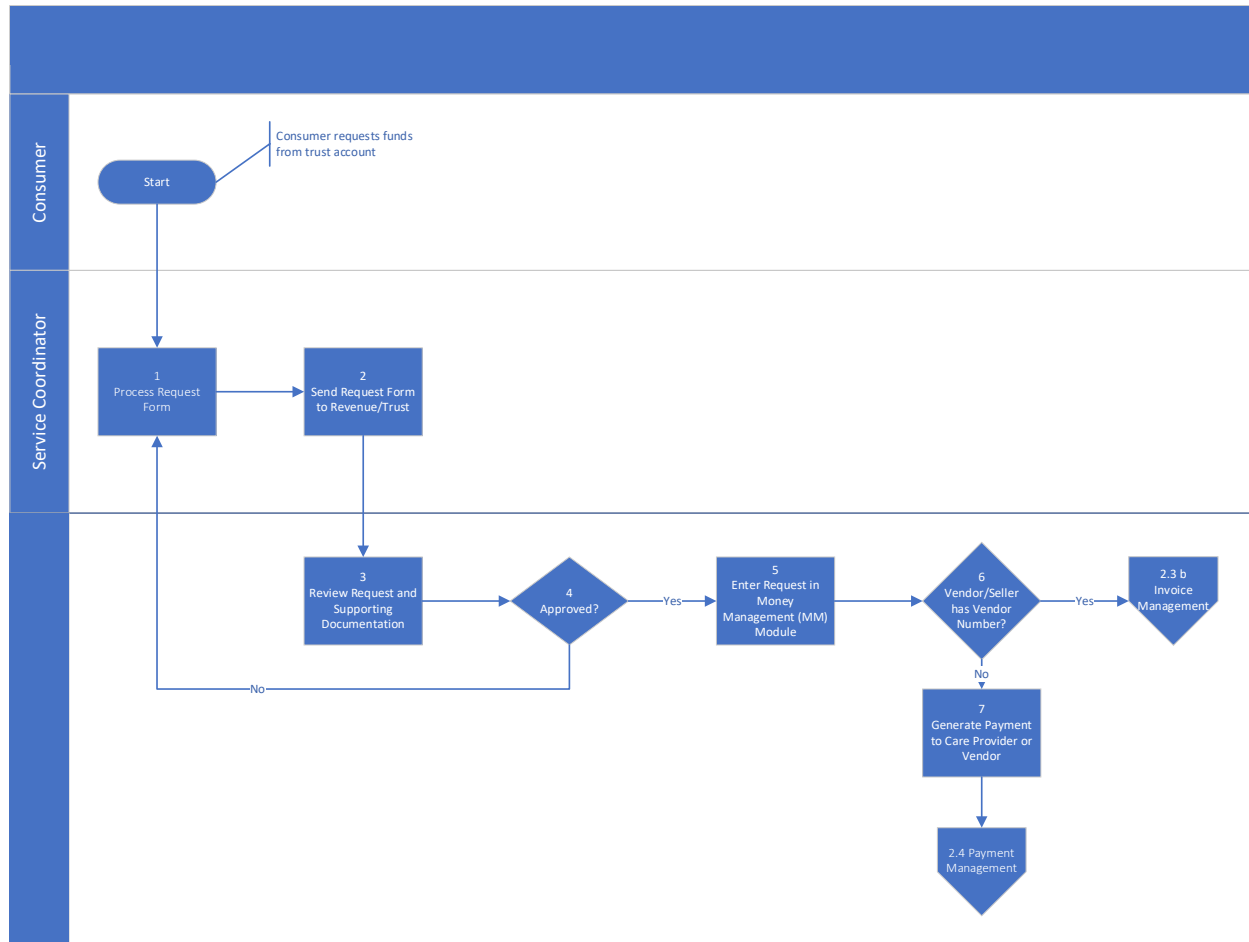 Consumer
Start
Consumer requests funds
from trust account
Service Coordinator
1
Process Request
Form
2
Send Request Form
to Revenue/Trust
3
Review Request and
Supporting
Documentation
4
Approved?
Yes
No
5
Enter Request in
Money
Management (MM)
Module
6
Vendor/Seller
has Vendor
Number?
Yes
2.3 b
Invoice
Management
No
7
Generate Payment
to Care Provider or
Vendor
2.4 Payment
Management